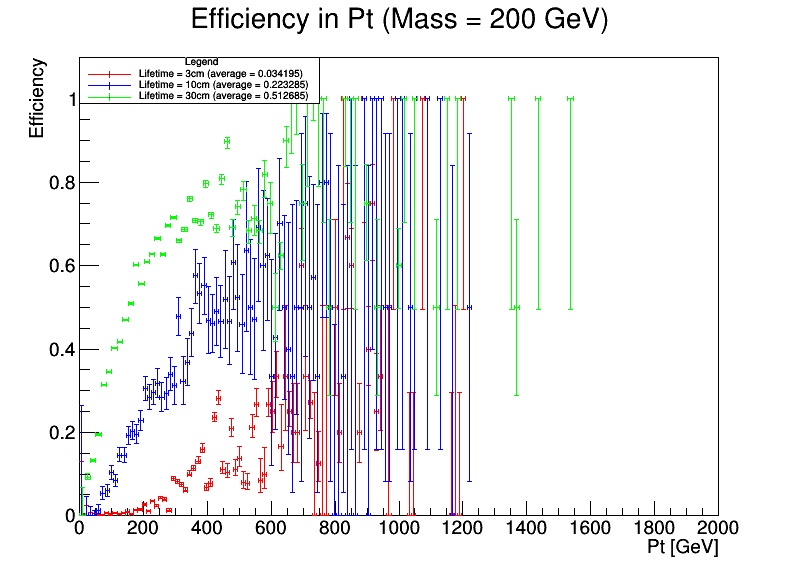 Efficiency in Pt (Mass = 200 GeV)
Efficiency
Legend
Lifetime = 3cm (average = 0.034195)
Lifetime = 10cm (average = 0.223285)
Lifetime = 30cm (average = 0.512685)
1
0.8
0.6
0.4
0.2
0
0 200 400 600 800 1000 1200 1400 1600 1800 2000
Pt [GeV]